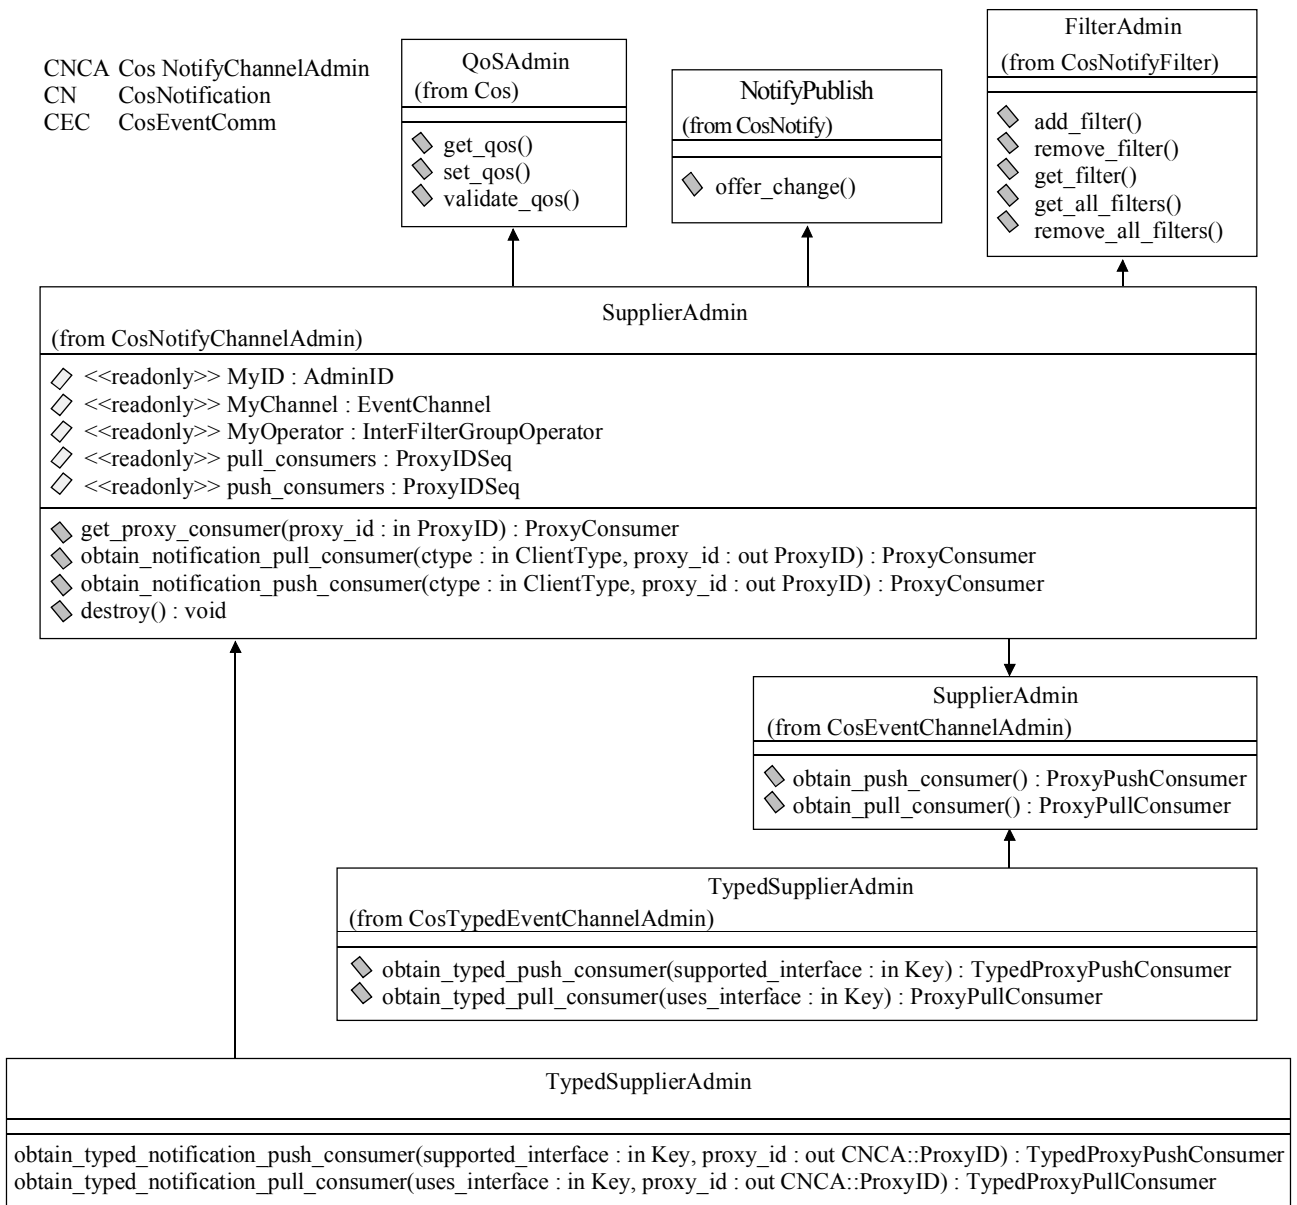 CNCA Cos NotifyChannelAdmin
CN CosNotification
CEC CosEventComm
QoSAdmin
(from Cos)
get_qos()
set_qos()
validate_qos()
NotifyPublish
(from CosNotify)
offer_change()
FilterAdmin
(from CosNotifyFilter)
add_filter()
remove_filter()
get_filter()
get_all_filters()
remove_all_filters()
SupplierAdmin
(from CosNotifyChannelAdmin)
<<readonly>> MyID : AdminID
<<readonly>> MyChannel : EventChannel
<<readonly>> MyOperator : InterFilterGroupOperator
<<readonly>> pull_consumers : ProxyIDSeq
<<readonly>> push_consumers : ProxyIDSeq
get_proxy_consumer(proxy_id : in ProxyID) : ProxyConsumer
obtain_notification_pull_consumer(ctype : in ClientType, proxy_id : out ProxyID) : ProxyConsumer
obtain_notification_push_consumer(ctype : in ClientType, proxy_id : out ProxyID) : ProxyConsumer
destroy() : void
SupplierAdmin
(from CosEventChannelAdmin)
obtain_push_consumer() : ProxyPushConsumer
obtain_pull_consumer() : ProxyPullConsumer
TypedSupplierAdmin
(from CosTypedEventChannelAdmin)
obtain_typed_push_consumer(supported_interface : in Key) : TypedProxyPushConsumer
obtain_typed_pull_consumer(uses_interface : in Key) : ProxyPullConsumer
TypedSupplierAdmin
obtain_typed_notification_push_consumer(supported_interface : in Key, proxy_id : out CNCA::ProxyID) : TypedProxyPushConsumer
obtain_typed_notification_pull_consumer(uses_interface : in Key, proxy_id : out CNCA::ProxyID) : TypedProxyPullConsumer